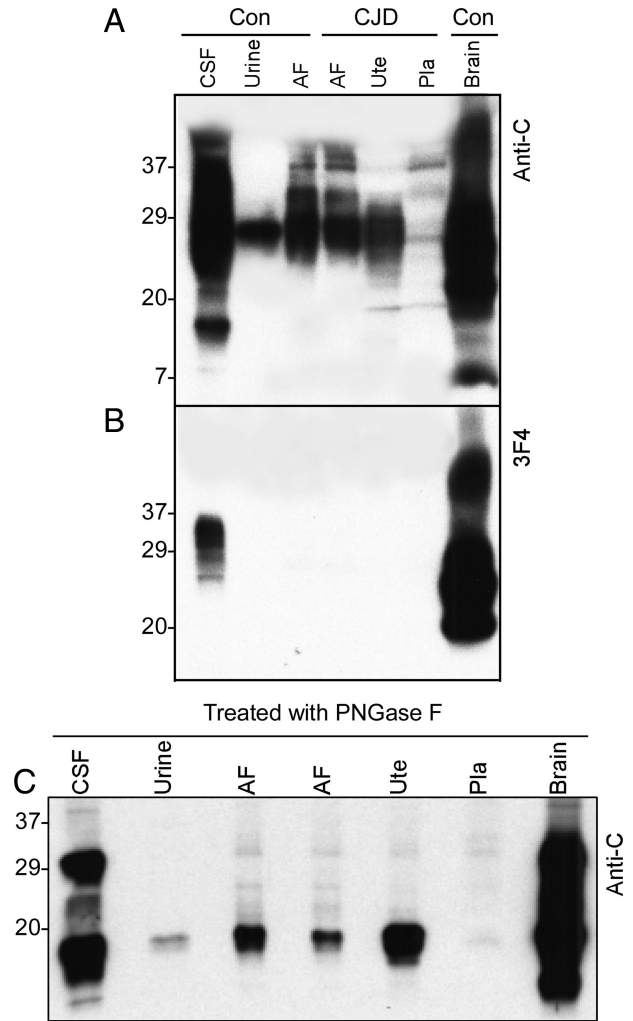 A
Con CJD Con
CSF Urine AF AF Ute Pla Brain
37
29
20
7
Anti-C
B
37
29
20
3F4
Treated with PNGase F
C
CSF Urine AF AF Ute Pla Brain
37
29
20
Anti-C